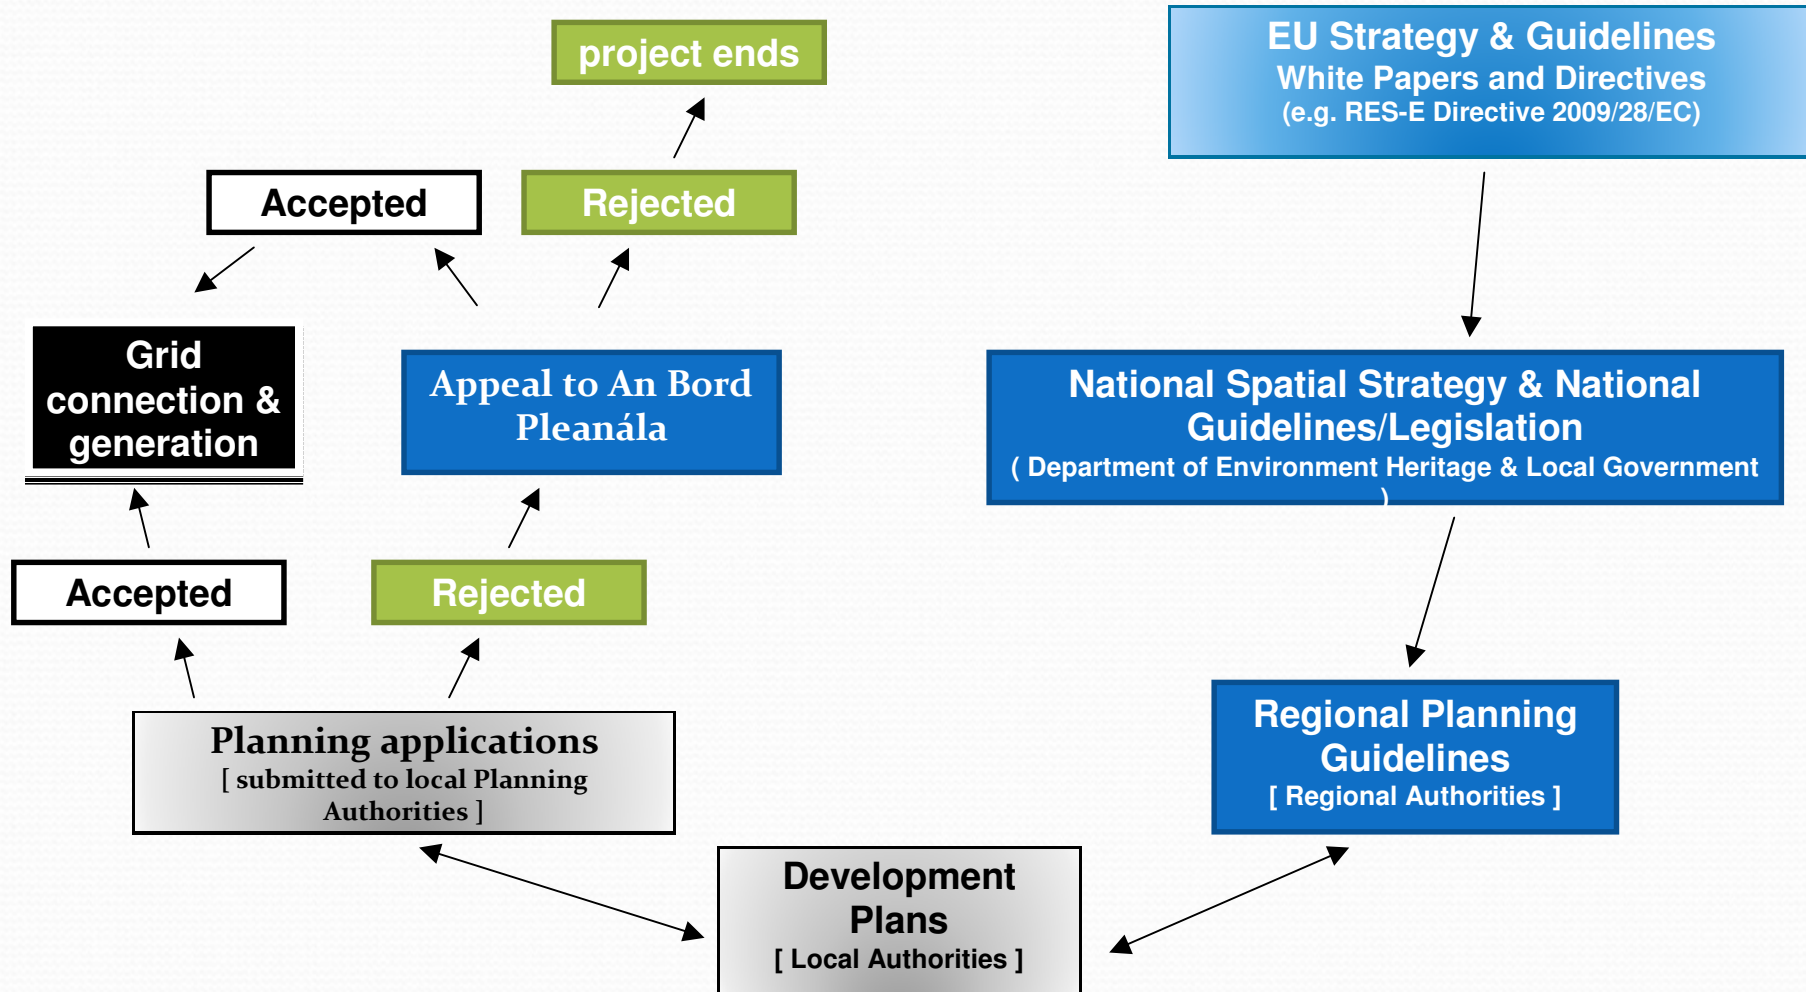 project ends
EU Strategy & Guidelines
White Papers and Directives
(e.g. RES-E Directive 2009/28/EC)
Accepted
Rejected
Grid
connection &
generation
Appeal to An Bord
Pleanála
National Spatial Strategy & National
Guidelines/Legislation
( Department of Environment Heritage & Local Government
)
Accepted
Rejected
Planning applications
[ submitted to local Planning
Authorities ]
Regional Planning
Guidelines
[ Regional Authorities ]
Development
Plans
[ Local Authorities ]